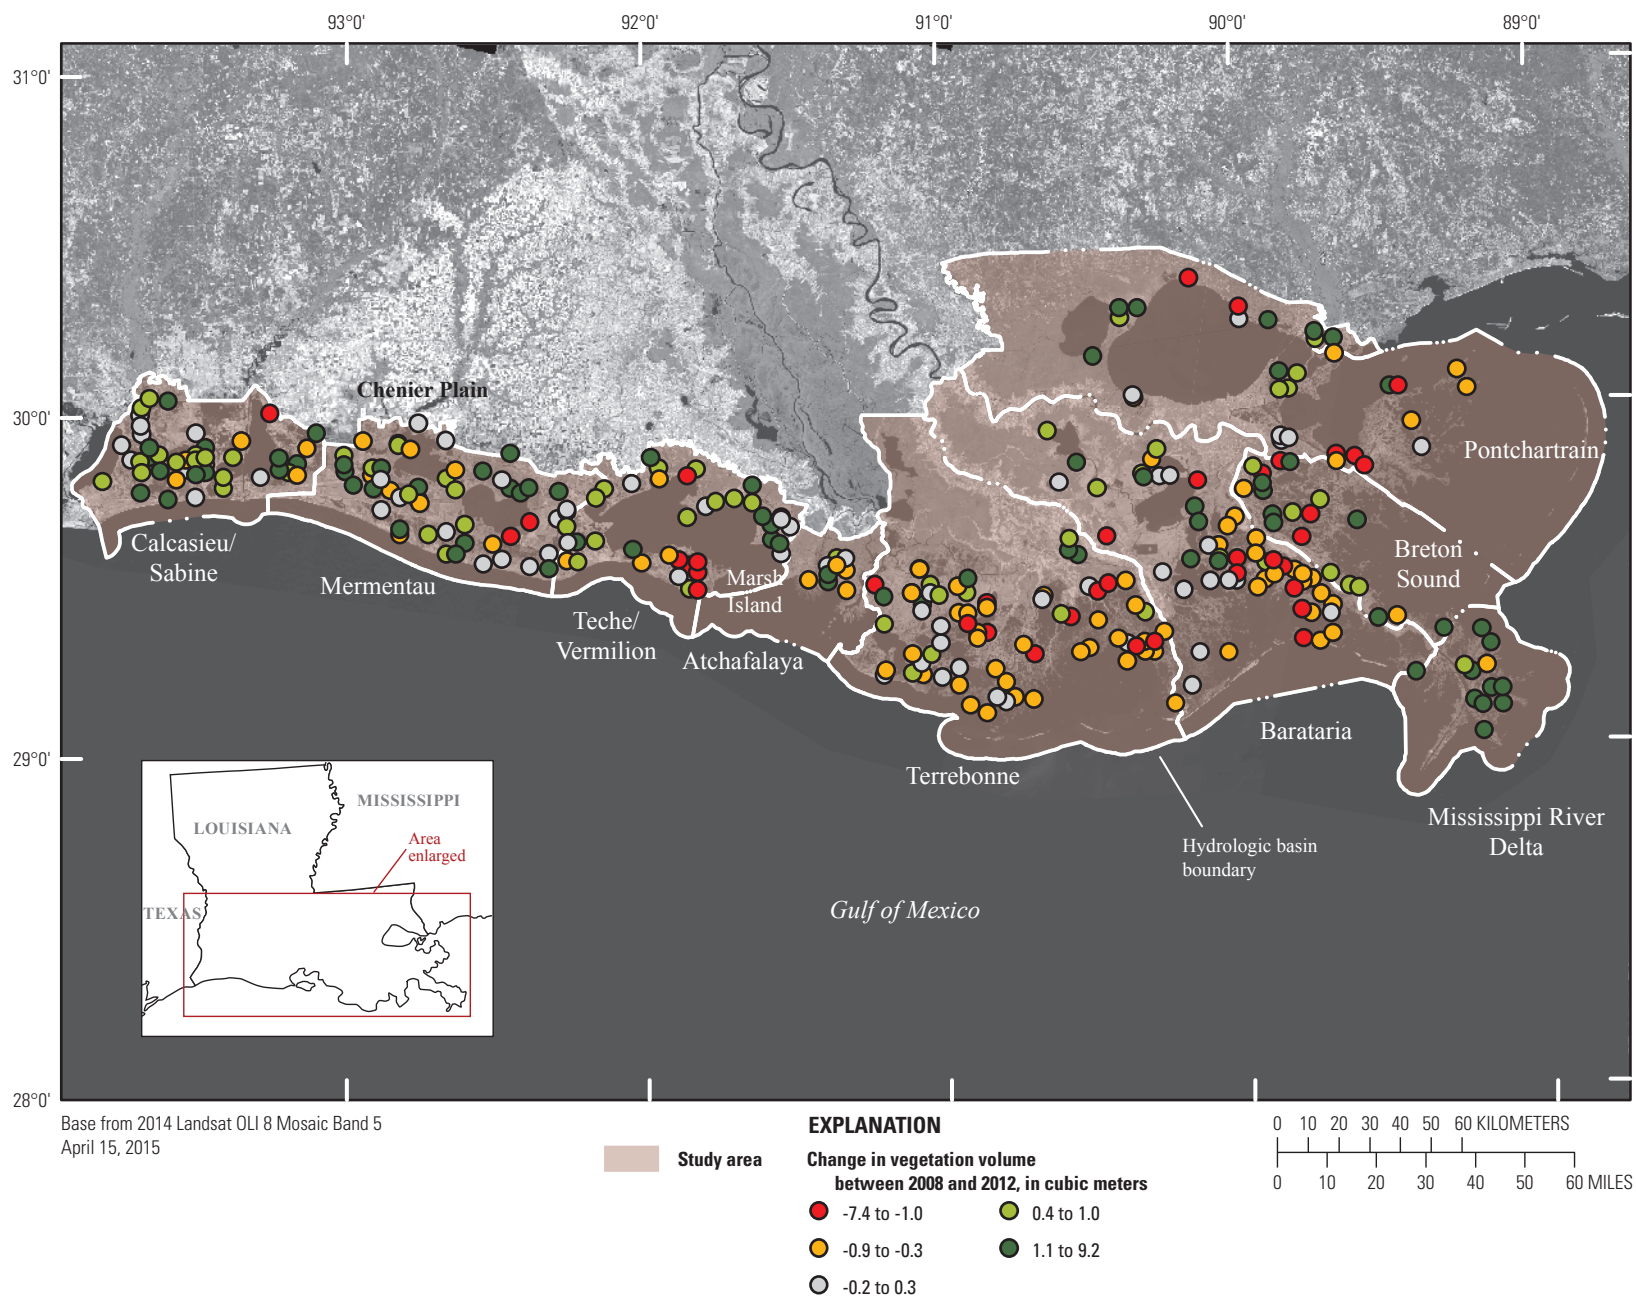 93°0'
92°0'
91°0'
90°0'
89°0'
31°0'
30°0'
29°0'
28°0'
Chenier Plain
Pontchartrain
Breton
Sound
Calcasieu/
Sabine
Mermentau
Teche/
Vermilion
Marsh
Island
Atchafalaya
Terrebonne
Barataria
Mississippi River
Delta
Hydrologic basin
boundary
Gulf of Mexico
MISSISSIPPI
LOUISIANA
Area
enlarged
TEXAS
Base from 2014 Landsat OLI 8 Mosaic Band 5
April 15, 2015
EXPLANATION
Study area
Change in vegetation volume
between 2008 and 2012, in cubic meters
-7.4 to -1.0
-0.9 to -0.3
-0.2 to 0.3
0.4 to 1.0
1.1 to 9.2
0 10 20 30 40 50 60 KILOMETERS
0 10 20 30 40 50 60 MILES